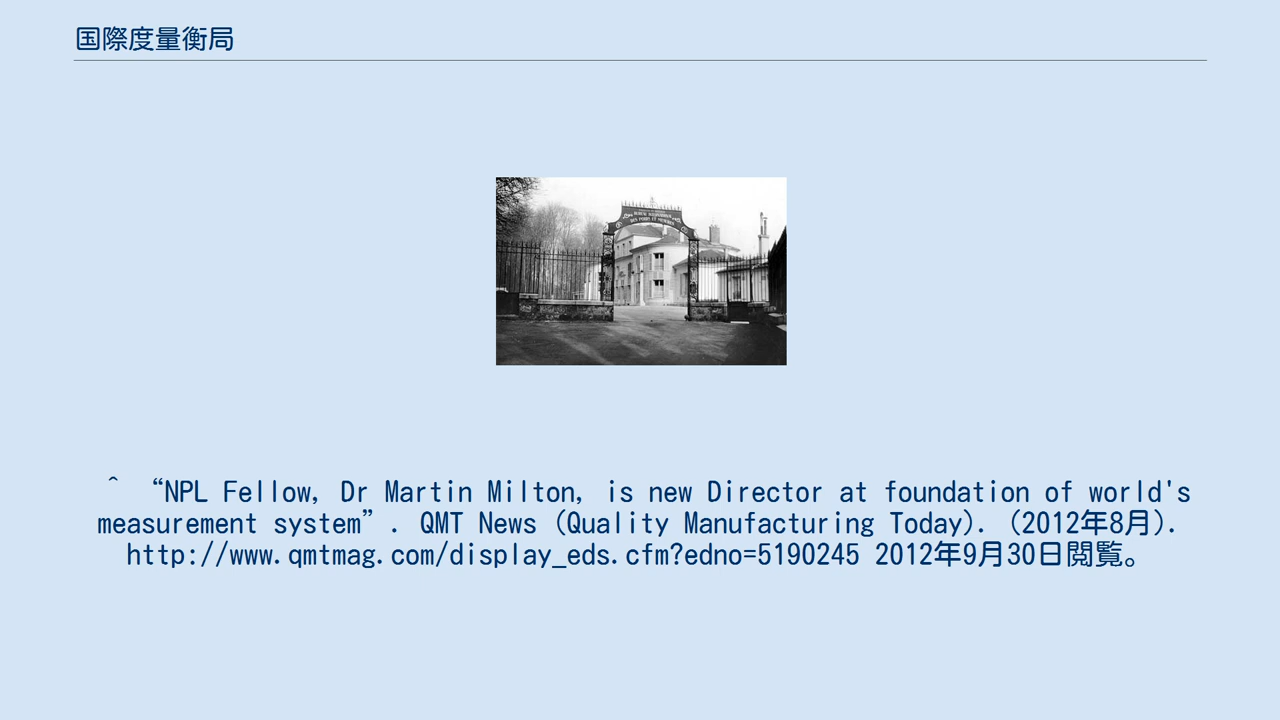 国際度量衡局
^ “NPL Fellow, Dr Martin Milton, is new Director at foundation of world's
measurement system”. QMT News (Quality Manufacturing Today). (2012年8月).
http://www.qmtmag.com/display_eds.cfm?edno=5190245 2012年9月30日閲覧。